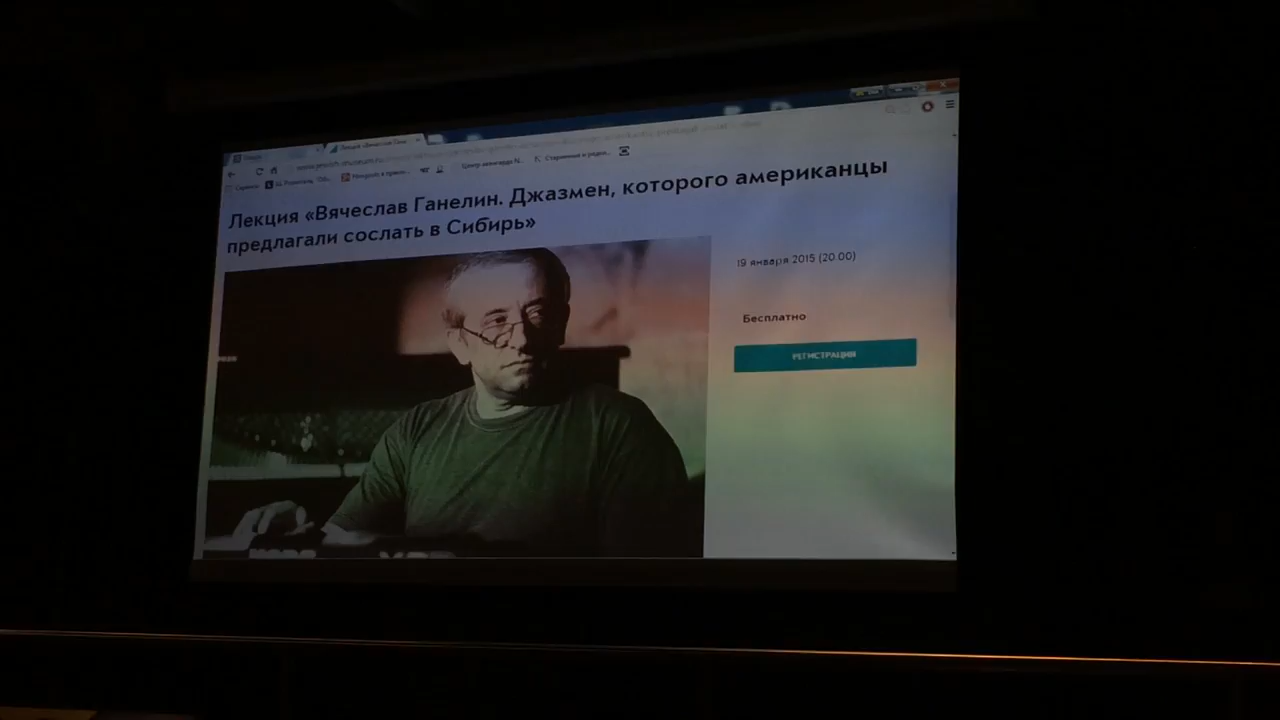 Лекция «Вячеслав Ганелин. Джазмен, которого американцы
предлагали сослать в Сибирь»
19 января 2015 (20:00)
Бесплатно
РЕГИСТРАЦИЯ